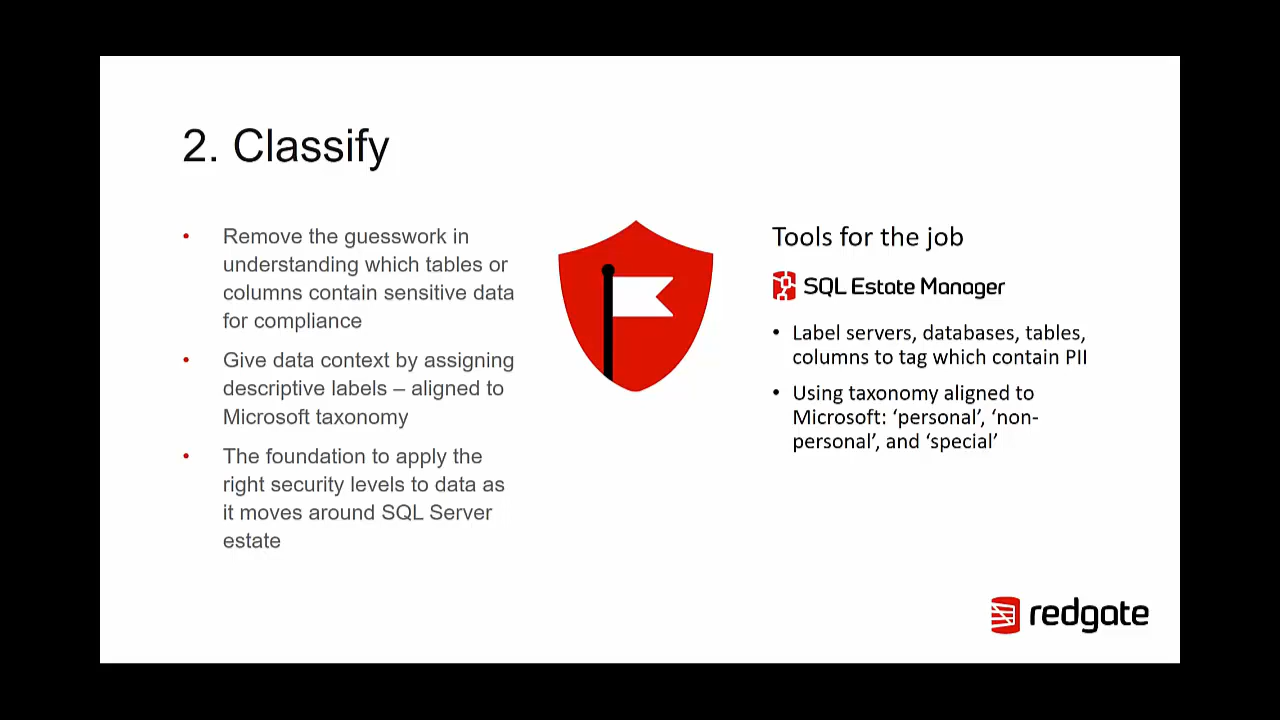 2. Classify
• Remove the guesswork in
understanding which tables or
columns contain sensitive data
for compliance
• Give data context by assigning
descriptive labels – aligned to
Microsoft taxonomy
• The foundation to apply the
right security levels to data as
it moves around SQL Server
estate
Tools for the job
SQL Estate Manager
• Label servers, databases, tables,
columns to tag which contain PII
• Using taxonomy aligned to
Microsoft: ‘personal’, ‘non-
personal’, and ‘special’
redgate